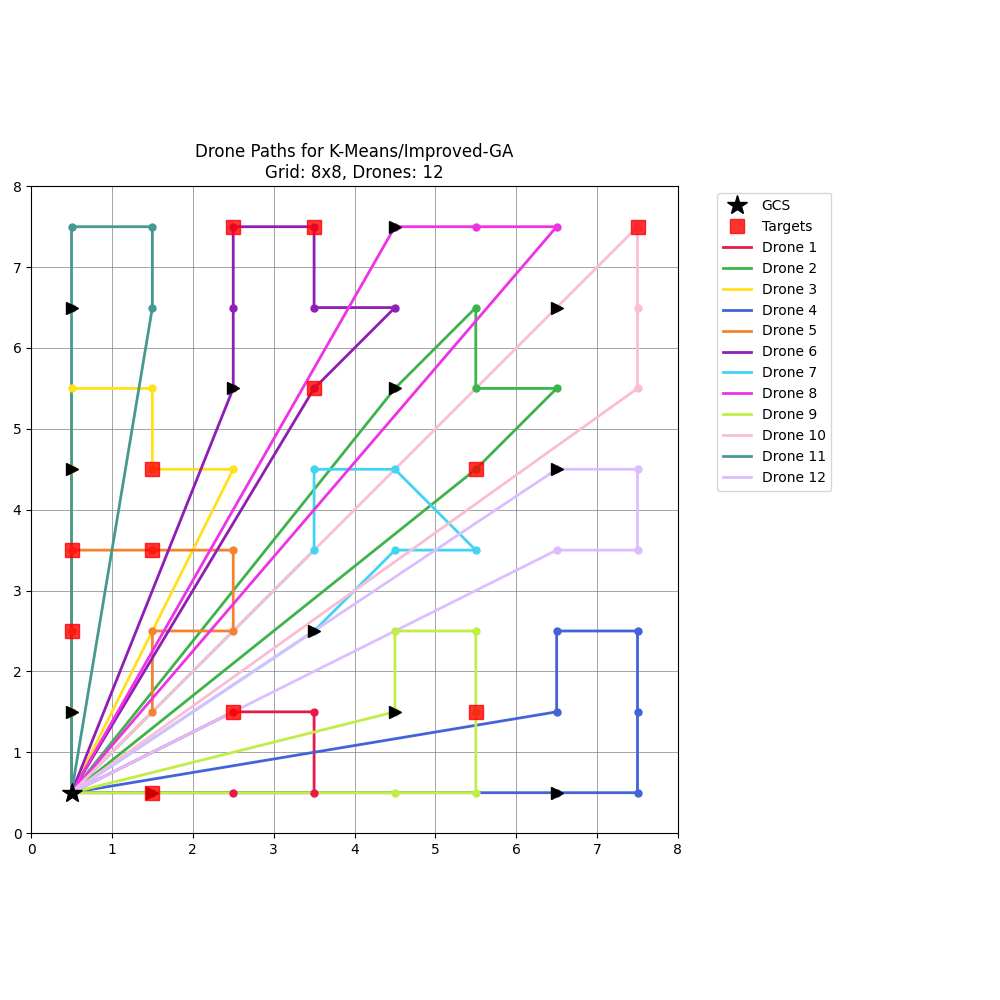 Drone Paths for K-Means/Improved-GA
Grid: 8x8, Drones: 12
8
7
6
5
4
3
2
1
0
0 1 2 3 4 5 6 7 8
GCS
Targets
Drone 1
Drone 2
Drone 3
Drone 4
Drone 5
Drone 6
Drone 7
Drone 8
Drone 9
Drone 10
Drone 11
Drone 12